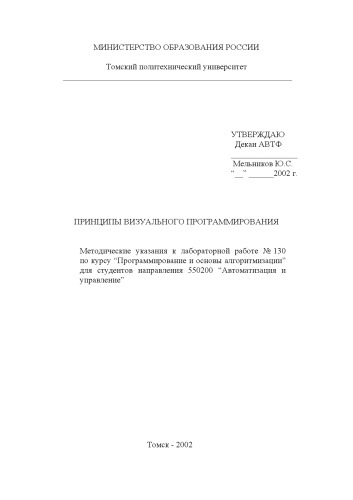 МИНИСТЕРСТВО ОБРАЗОВАНИЯ РОССИИ
Томский политехнический университет
УТВЕРЖДАЮ
Декан АВТФ
Мельников Ю.С.
“__” ______2002 г.
ПРИНЦИПЫ ВИЗУАЛЬНОГО ПРОГРАММИРОВАНИЯ
Методические указания к лабораторной работе № 130
по курсу “Программирование и основы алгоритмизации”
для студентов направления 550200 “Автоматизация и
управление”
Томск - 2002